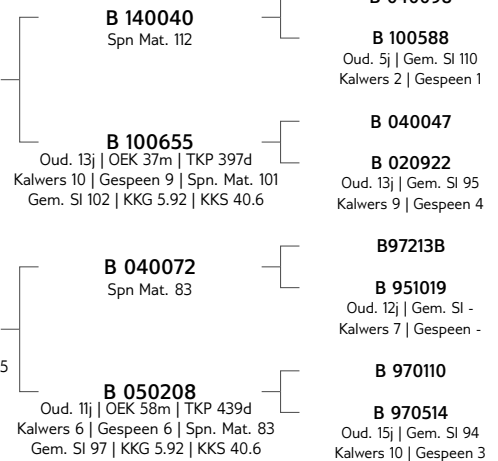 B 140040
Spn Mat. 112
B 100588
Oud. 5j | Gem. SI 110
Kalwers 2 | Gespeen 1
B 100655
Oud. 13j | OEK 37m | TKP 397d
Kalwers 10 | Gespeen 9 | Spn. Mat. 101
Gem. SI 102 | KKG 5.92 | KKS 40.6
B 040047
B 020922
Oud. 13j | Gem. SI 95
Kalwers 9 | Gespeen 4
B 040072
Spn Mat. 83
B97213B
B 951019
Oud. 12j | Gem. SI -
Kalwers 7 | Gespeen -
5
B 050208
Oud. 11j | OEK 58m | TKP 439d
Kalwers 6 | Gespeen 6 | Spn. Mat. 83
Gem. SI 97 | KKG 5.92 | KKS 40.6
B 970110
B 970514
Oud. 15j | Gem. SI 94
Kalwers 10 | Gespeen 3